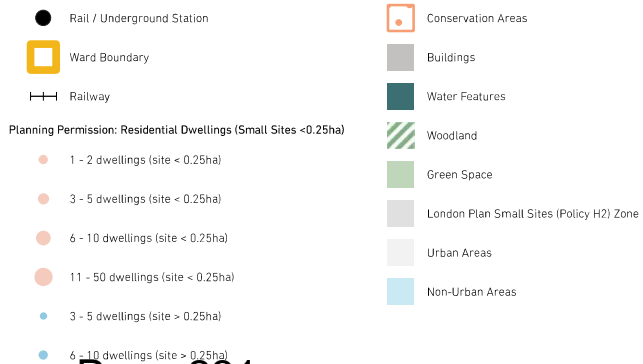 Rail / Underground Station
Ward Boundary
Railway
Planning Permission: Residential Dwellings (Small Sites <0.25ha)
1 - 2 dwellings (site < 0.25ha)
3 - 5 dwellings (site < 0.25ha)
6 - 10 dwellings (site < 0.25ha)
11 - 50 dwellings (site < 0.25ha)
3 - 5 dwellings (site > 0.25ha)
6 - 10 dwellings (site > 0.25ha)
Conservation Areas
Buildings
Water Features
Woodland
Green Space
London Plan Small Sites (Policy H2) Zone
Urban Areas
Non-Urban Areas